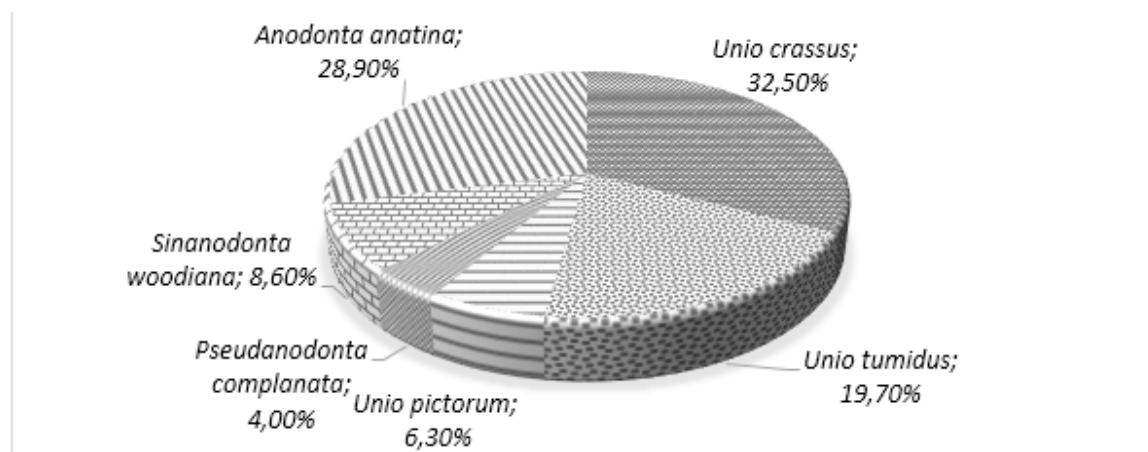 Anodonta anatina;
28,90%
Unio crassus;
32,50%
Sinanodonta
woodiana; 8,60%
Pseudanodonta
complanata;
4,00%
Unio pictorum;
6,30%
Unio tumidus;
19,70%